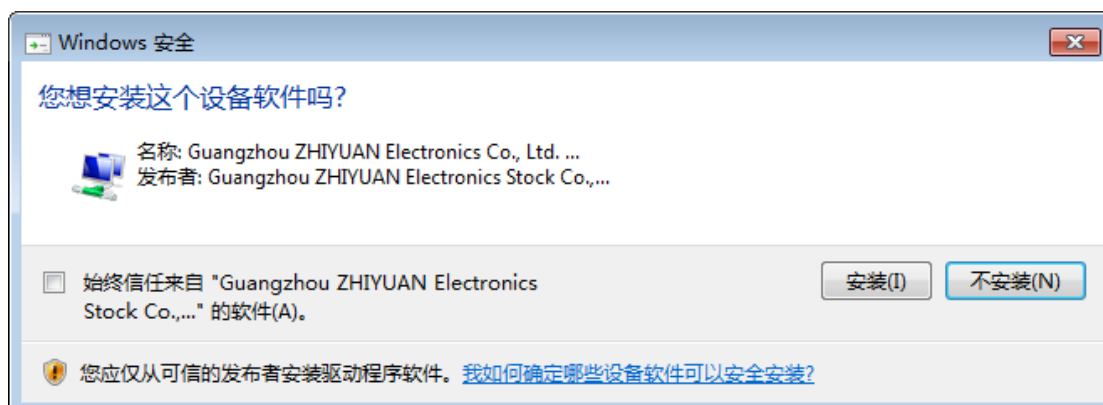 Windows 安全
您想安装这个设备软件吗?
名称: Guangzhou ZHIYUAN Electronics Co., Ltd. ...
发布者: Guangzhou ZHIYUAN Electronics Stock Co.,...
始终信任来自 "Guangzhou ZHIYUAN Electronics
Stock Co.,..." 的软件(A)。
安装(I)
不安装(N)
您应仅从可信的发布者安装驱动程序软件。我如何确定哪些设备软件可以安全安装?